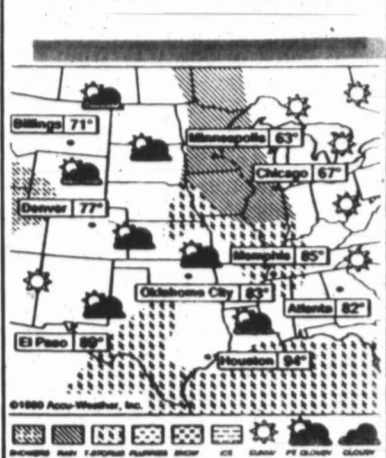 Billings 71°
Minneapolis 63°
Chicago 67°
Denver 77°
Memphis 85°
Oklahoma City 83°
Atlanta 82°
El Paso 89°
Houston 94°
©1990 Accu-Weather, Inc.
SHOWERS RAIN T-STORMS FLURRIES SNOW ICE SUNNY PT. CLOUDY CLOUDY